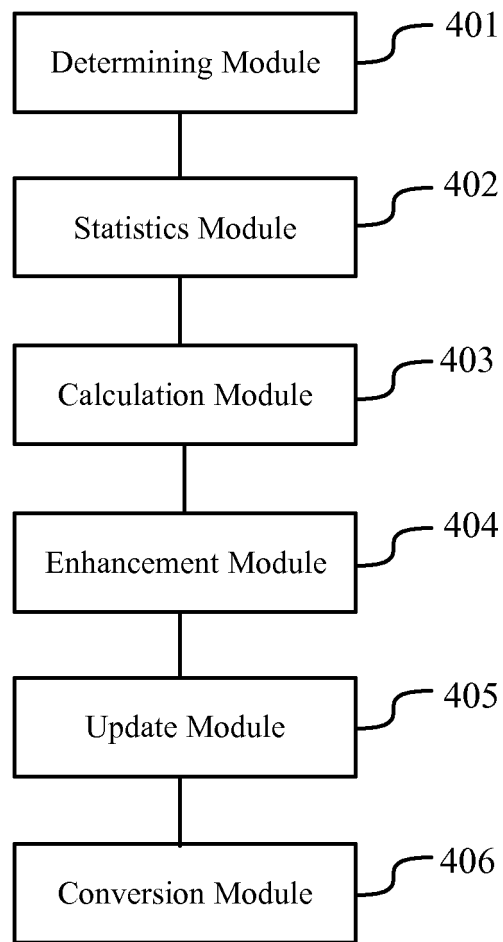 401
Determining Module
402
Statistics Module
403
Calculation Module
404
Enhancement Module
405
Update Module
406
Conversion Module